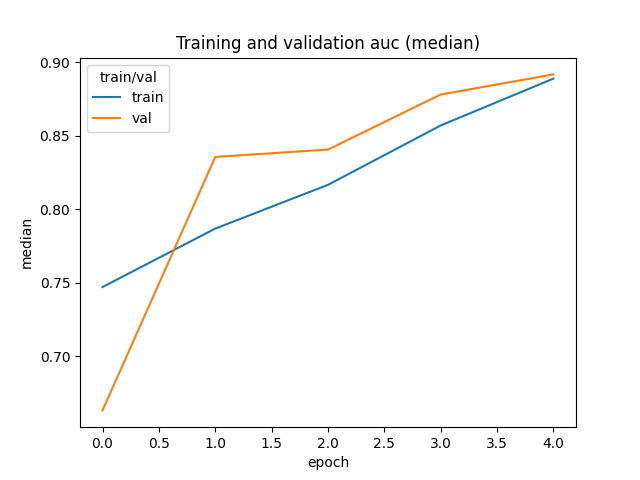 Training and validation auc (median)
0.90
0.85
0.80
0.75
0.70
median
train/val
train
val
0.0 0.5 1.0 1.5 2.0 2.5 3.0 3.5 4.0
epoch